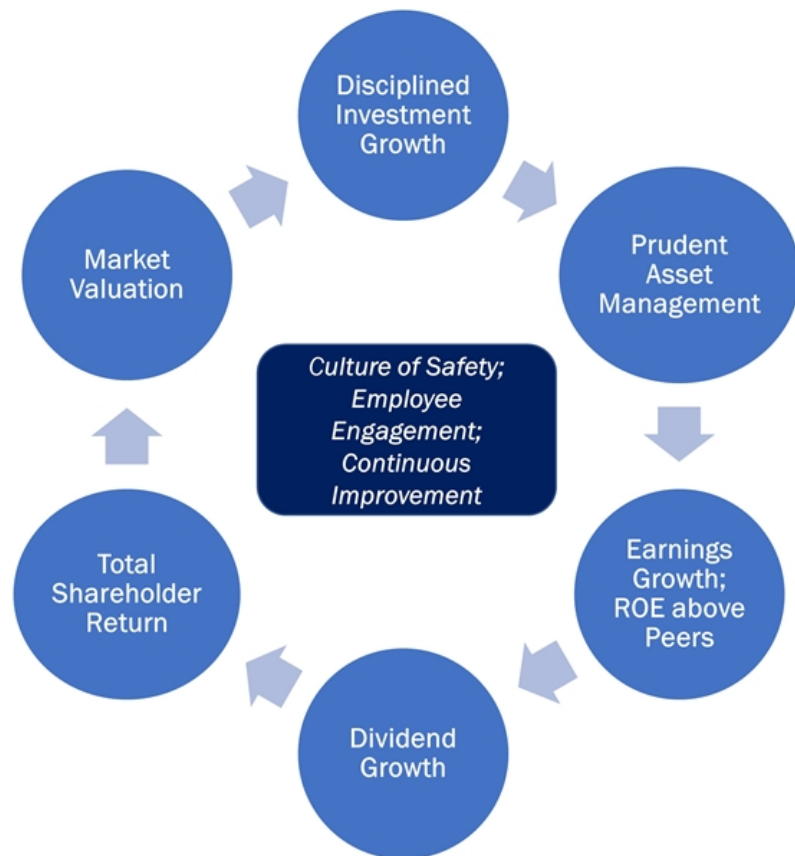 Disciplined
Investment
Growth
Prudent
Asset
Management
Earnings
Growth;
ROE above
Peers
Dividend
Growth
Total
Shareholder
Return
Market
Valuation
Culture of Safety;
Employee
Engagement;
Continuous
Improvement